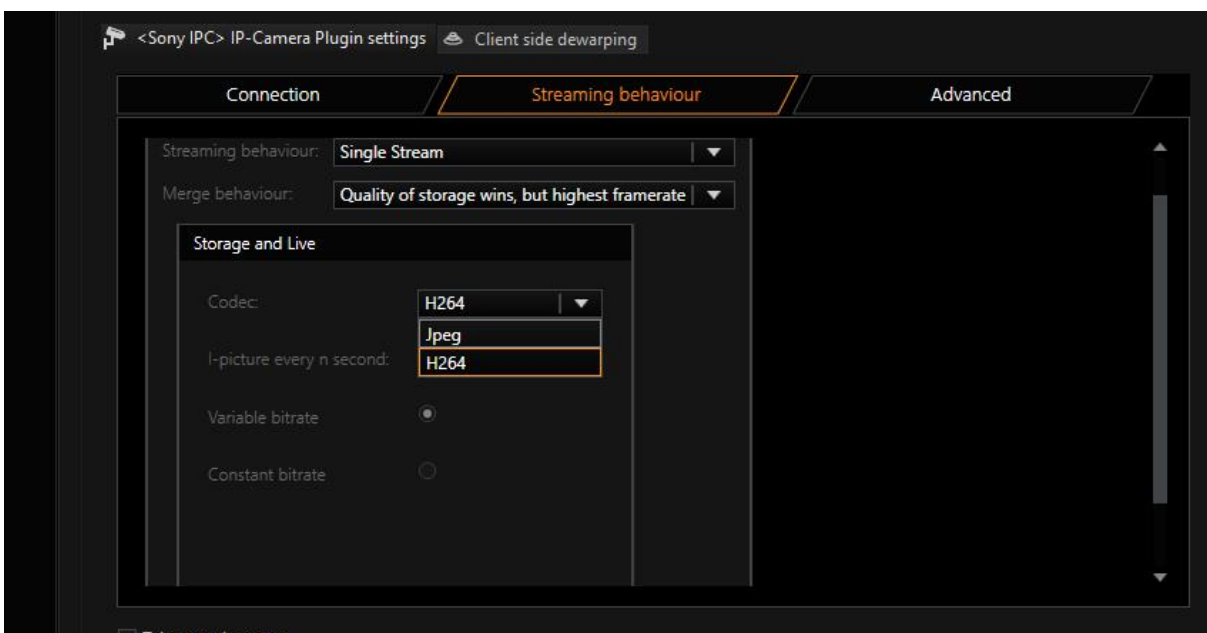 <Sony IPC> IP-Camera Plugin settings Client side dewarping
Connection Streaming behaviour Advanced
Streaming behaviour: Single Stream
Merge behaviour: Quality of storage wins, but highest framerate
Storage and Live
Codec: H264
Jpeg
I-picture every n second: H264
Variable bitrate
Constant bitrate